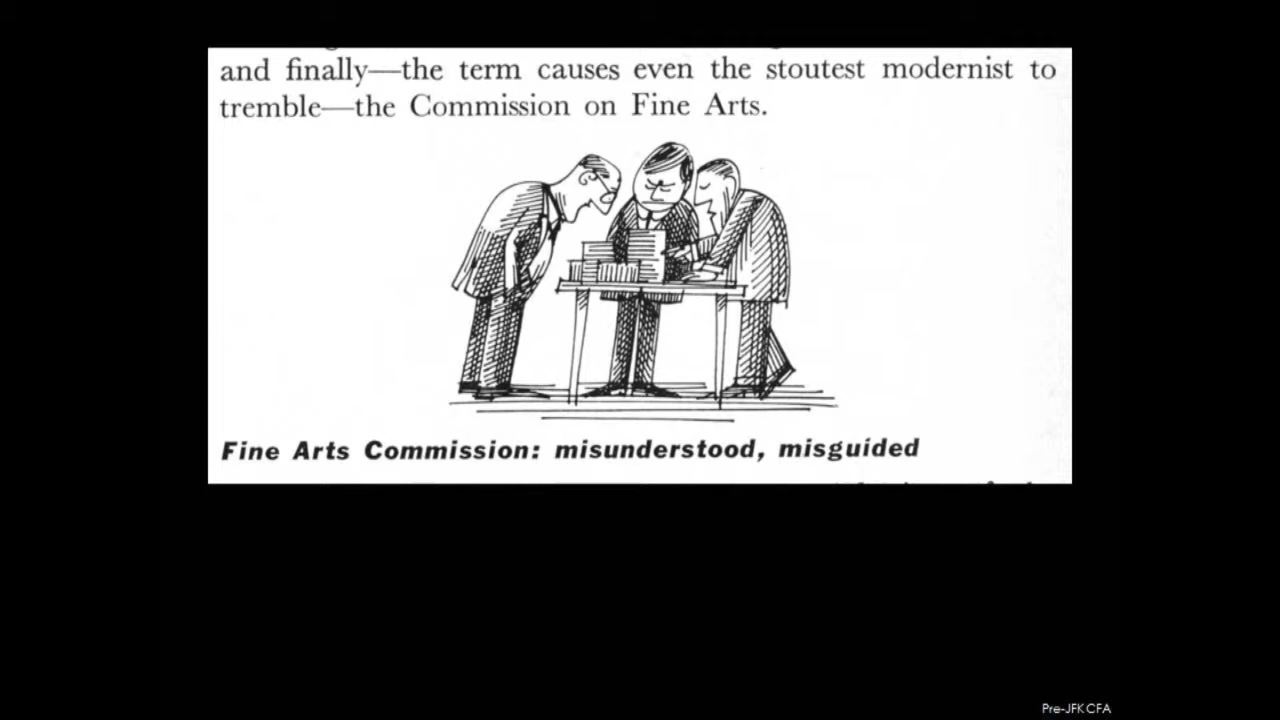 and finally—the term causes even the stoutest modernist to
tremble—the Commission on Fine Arts.
Fine Arts Commission: misunderstood, misguided
Pre-JFK CFA